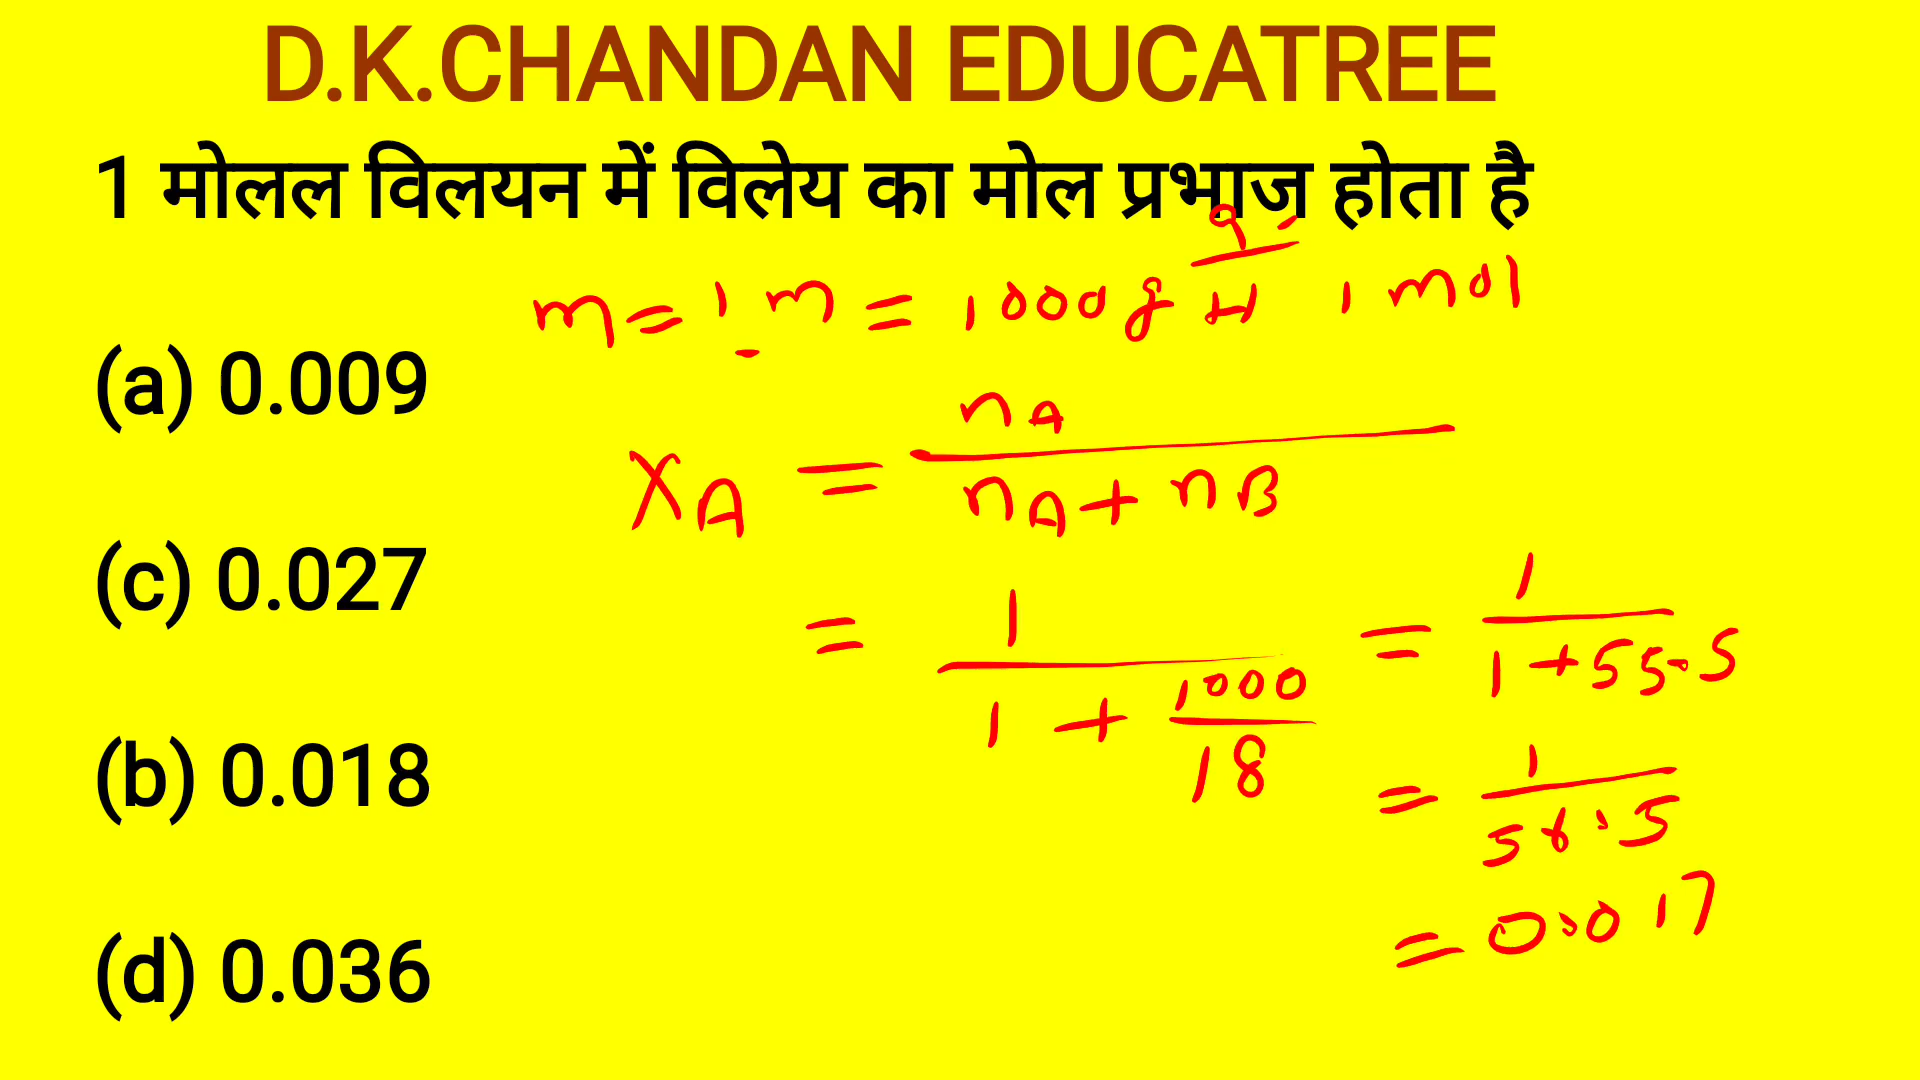 D.K.CHANDAN EDUCATREE
1 मोलल विलयन में विलेय का मोल प्रभाज होता है
m = 1 m = 1000 g में 1 mol
(a) 0.009
nA
XA = nA + nB
(c) 0.027
= 1 / 1 + 1000/18 = 1 / 1 + 55.5
(b) 0.018
= 1 / 56.5
= 0.017
(d) 0.036